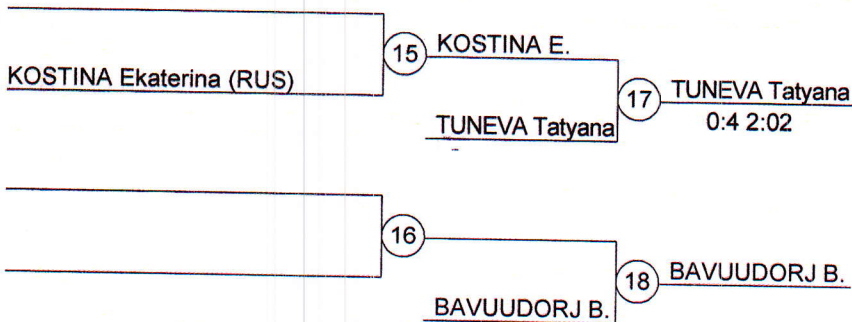 15 KOSTINA E.
KOSTINA Ekaterina (RUS)
17 TUNEVA Tatyana
0:4 2:02
TUNEVA Tatyana
16
18 BAVUUDORJ B.
BAVUUDORJ B.